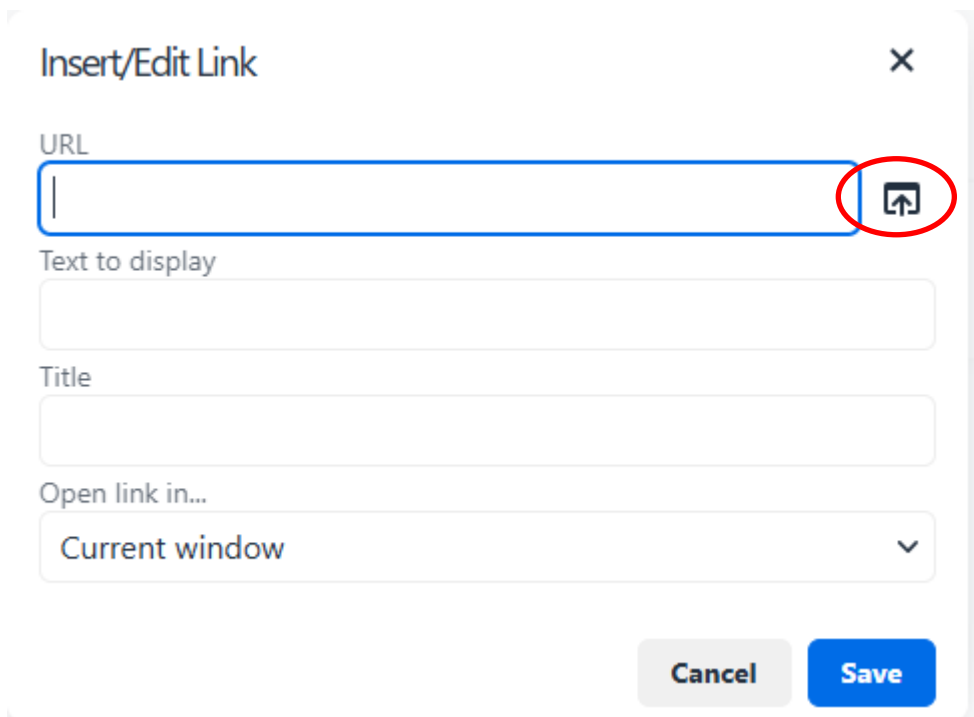 Insert/Edit Link
URL
Text to display
Title
Open link in...
Current window
Cancel Save